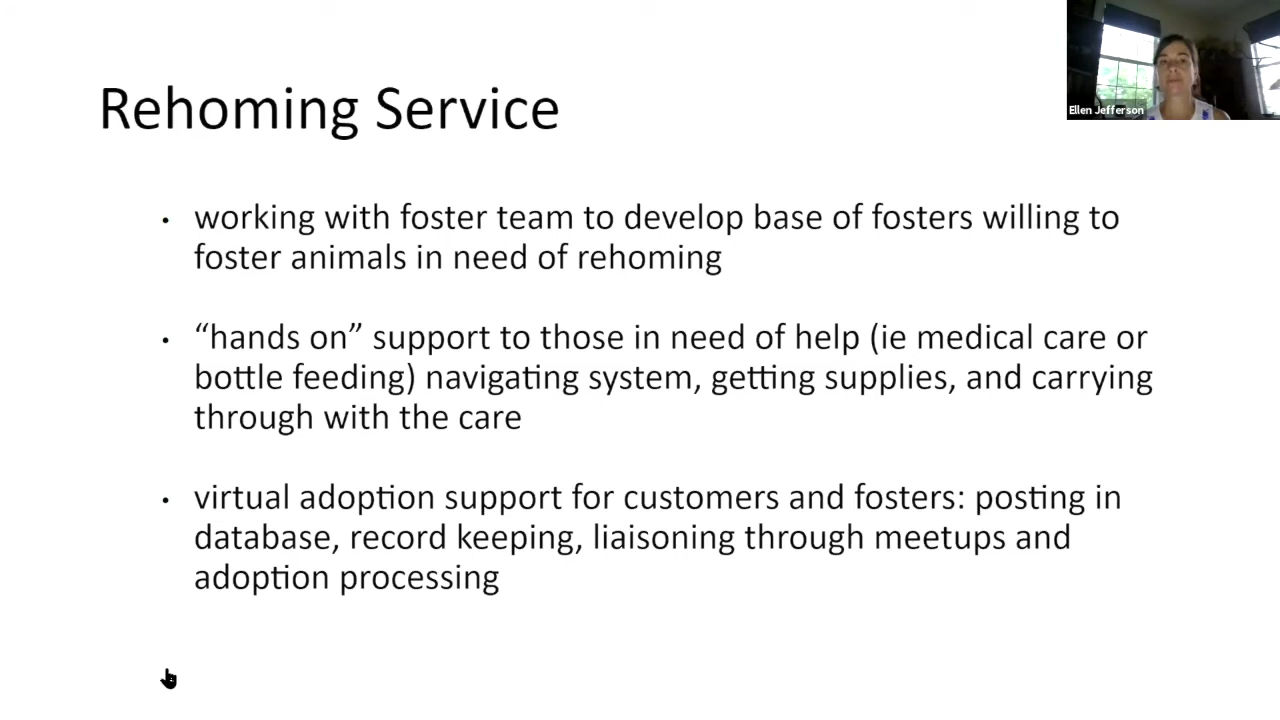 Ellen Jefferson
Rehoming Service
• working with foster team to develop base of fosters willing to
foster animals in need of rehoming
• “hands on” support to those in need of help (ie medical care or
bottle feeding) navigating system, getting supplies, and carrying
through with the care
• virtual adoption support for customers and fosters: posting in
database, record keeping, liaisoning through meetups and
adoption processing